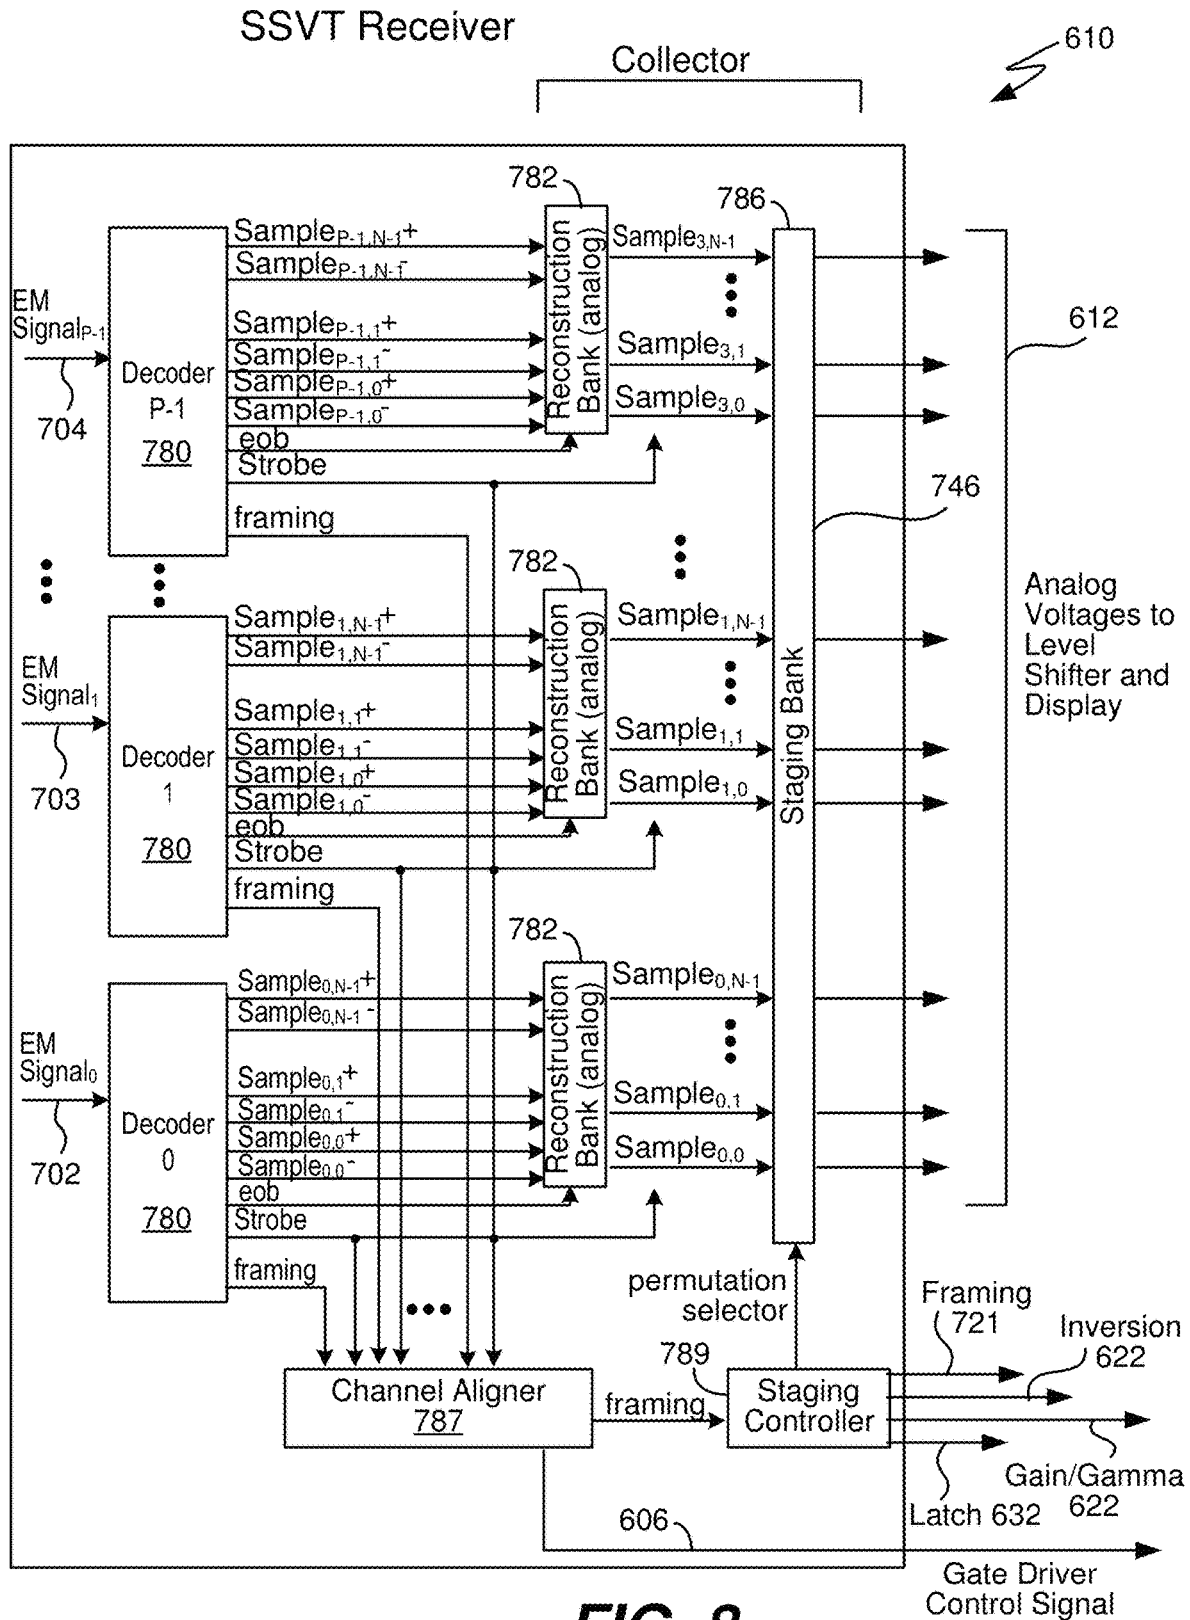 SSVT Receiver
Collector
610
782
786
SampleP-1,N-1+
SampleP-1,N-1-
EM
SignalP-1
704
Decoder
P-1
780
SampleP-1,1+
SampleP-1,1-
SampleP-1,0+
SampleP-1,0-
eob
Strobe
framing
Reconstruction
Bank (analog)
Sample3,N-1
Sample3,1
Sample3,0
612
746
782
EM
Signal1
703
Decoder
1
780
Sample1,N-1+
Sample1,N-1-
Sample1,1+
Sample1,1-
Sample1,0+
Sample1,0-
eob
Strobe
framing
Reconstruction
Bank (analog)
Sample1,N-1
Sample1,1
Sample1,0
Staging Bank
Analog
Voltages to
Level
Shifter and
Display
782
EM
Signal0
702
Decoder
0
780
Sample0,N-1+
Sample0,N-1-
Sample0,1+
Sample0,1-
Sample0,0+
Sample0,0-
eob
Strobe
framing
Reconstruction
Bank (analog)
Sample0,N-1
Sample0,1
Sample0,0
permutation
selector
Channel Aligner
787
framing
789
Staging
Controller
Framing
721
Inversion
622
Gain/Gamma
622
Latch 632
606
Gate Driver
Control Signal